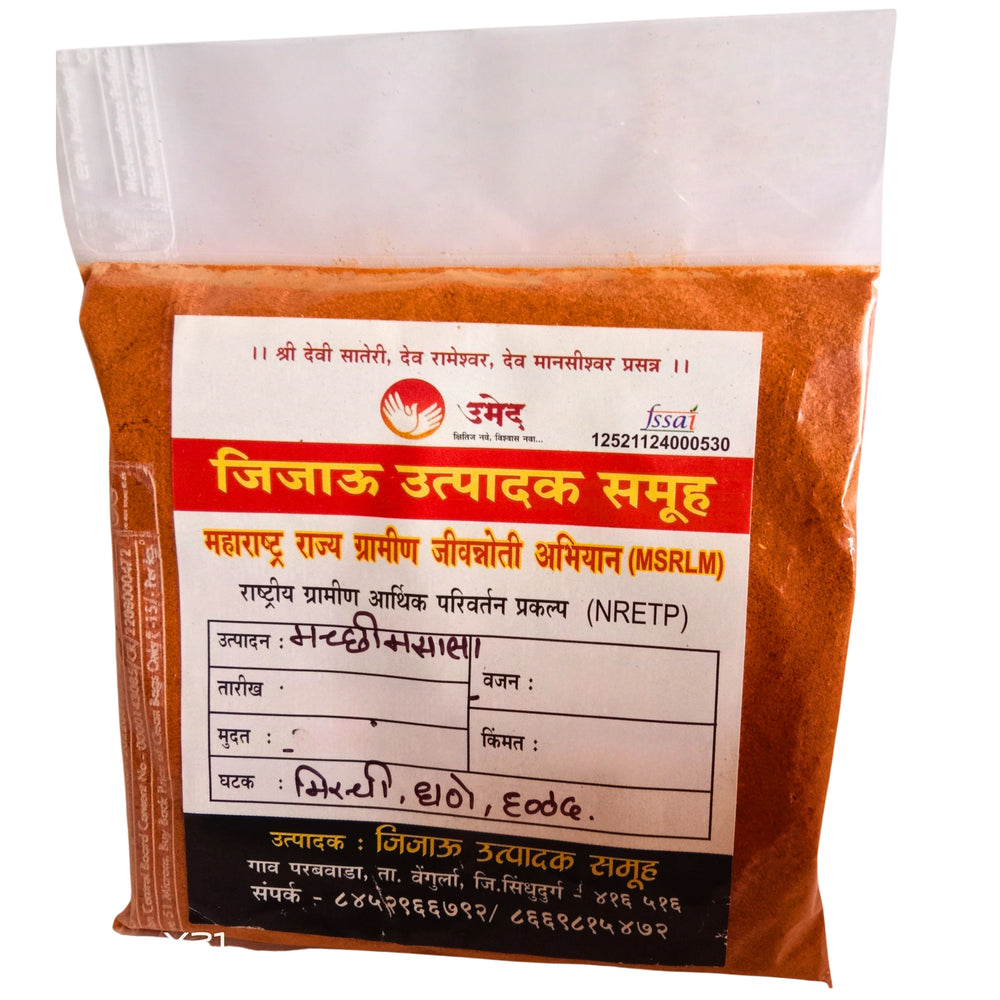 ।। श्री देवी सातेरी, देव रामेश्वर, देव मानसीश्वर प्रसन्न ।।
उमेद
क्षितिज नवे, विश्वास नवा...
fssai
12521124000530
जिजाऊ उत्पादक समूह
महाराष्ट्र राज्य ग्रामीण जीवन्नोती अभियान (MSRLM)
राष्ट्रीय ग्रामीण आर्थिक परिवर्तन प्रकल्प (NRETP)
उत्पादन : मच्छीमसाला
तारीख :
मुदत :
वजन :
किंमत :
घटक : मिरची, धणे, हळद.
उत्पादक : जिजाऊ उत्पादक समूह
गाव परबवाडा, ता. वेंगुर्ला, जि.सिंधुदुर्ग - ४१६ ५१६
संपर्क - ८४५२९६६७९२/ ८६६९८१५४७२